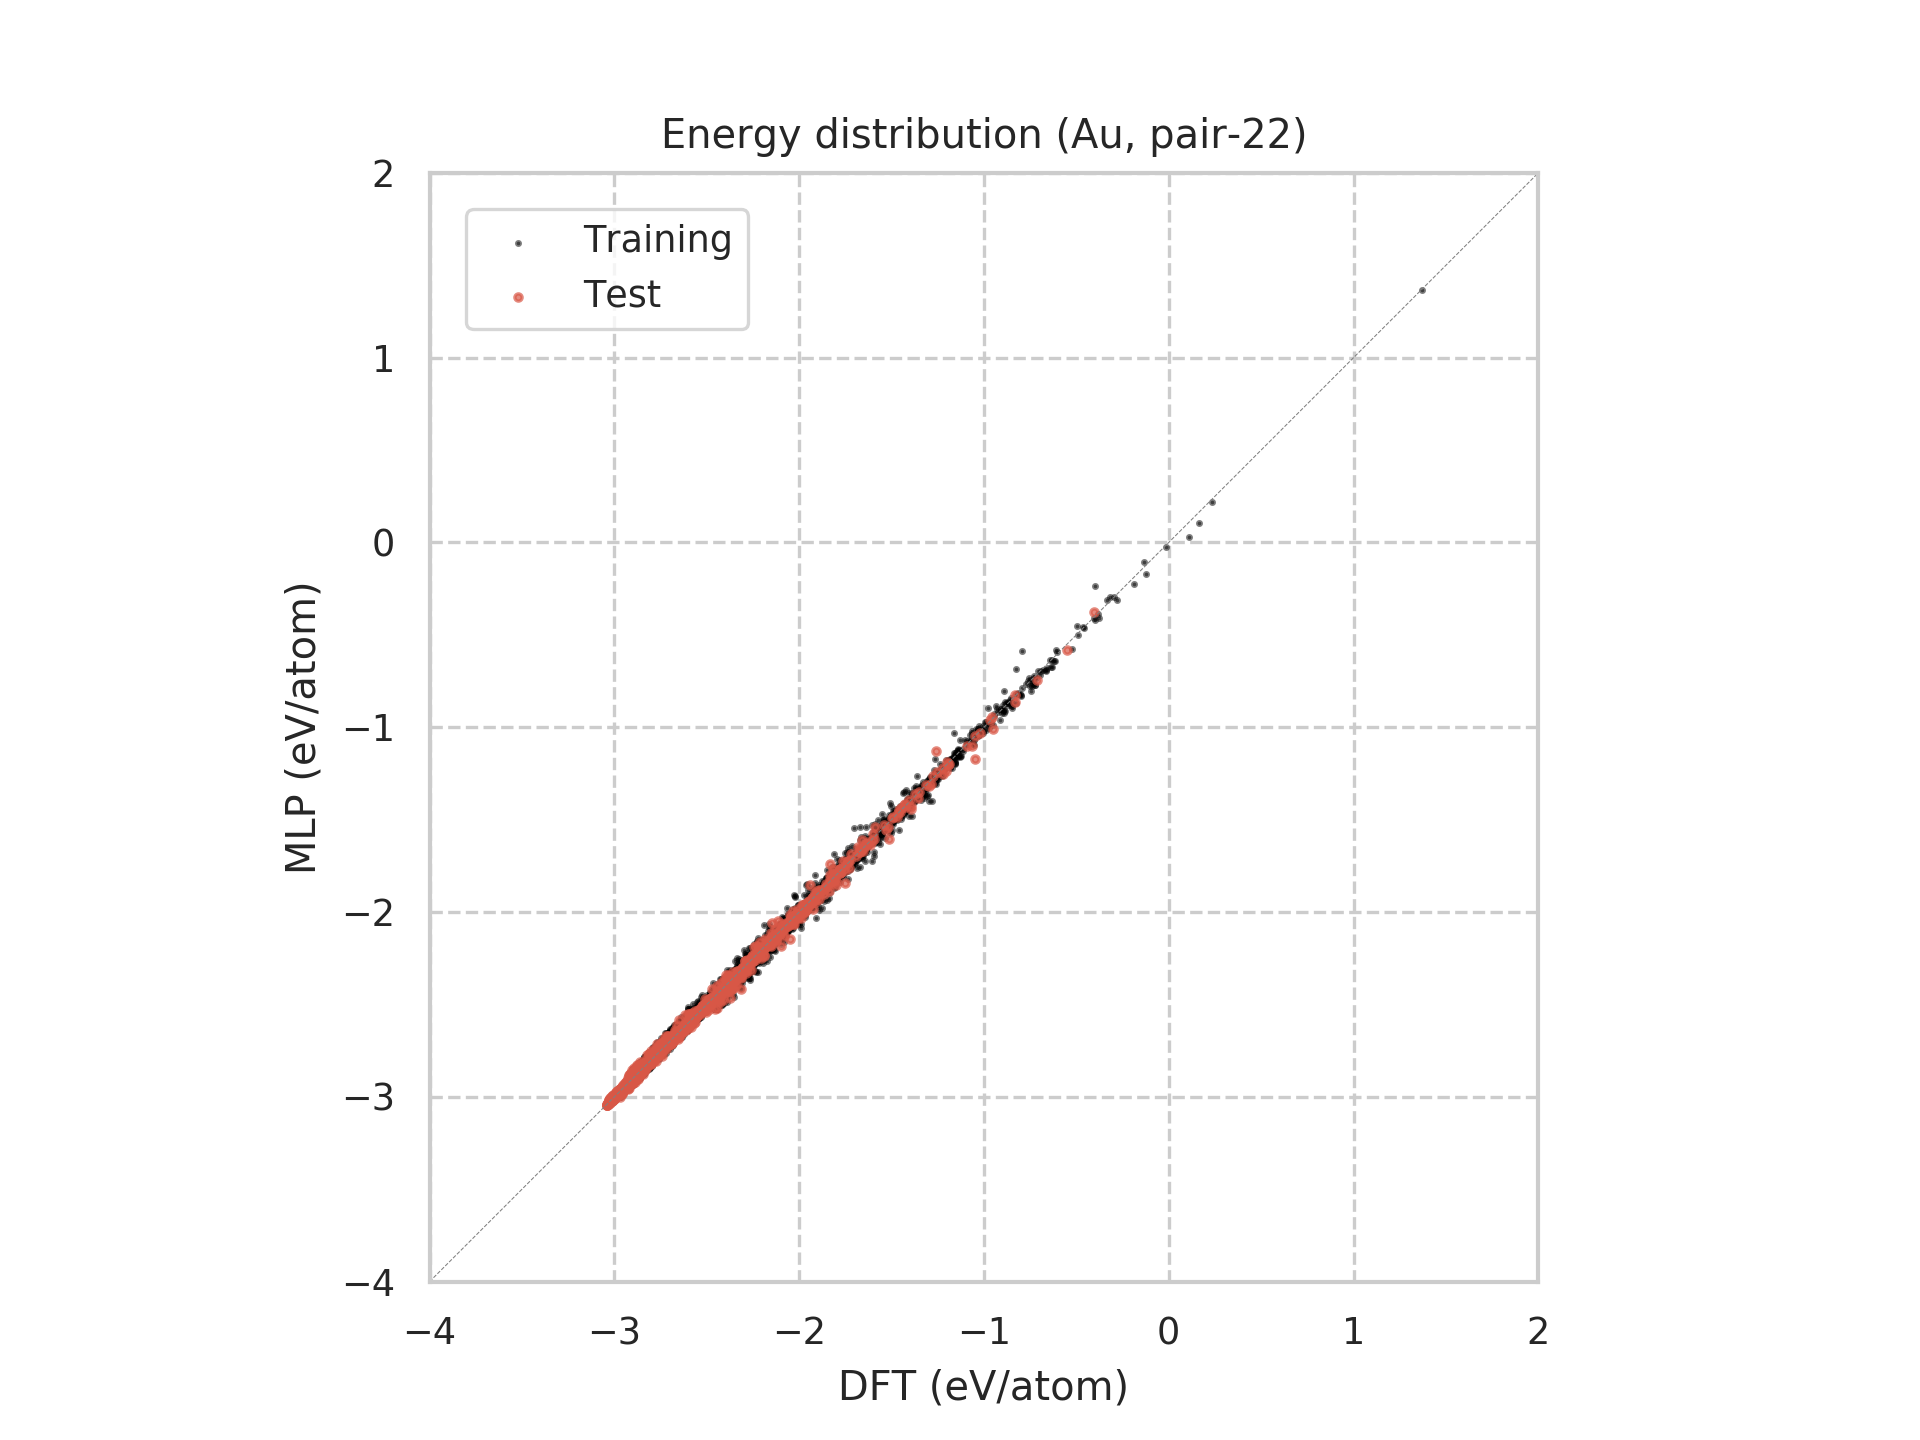 Energy distribution (Au, pair-22)
Training
Test
2
1
0
−1
−2
−3
−4
MLP (eV/atom)
−4 −3 −2 −1 0 1 2
DFT (eV/atom)